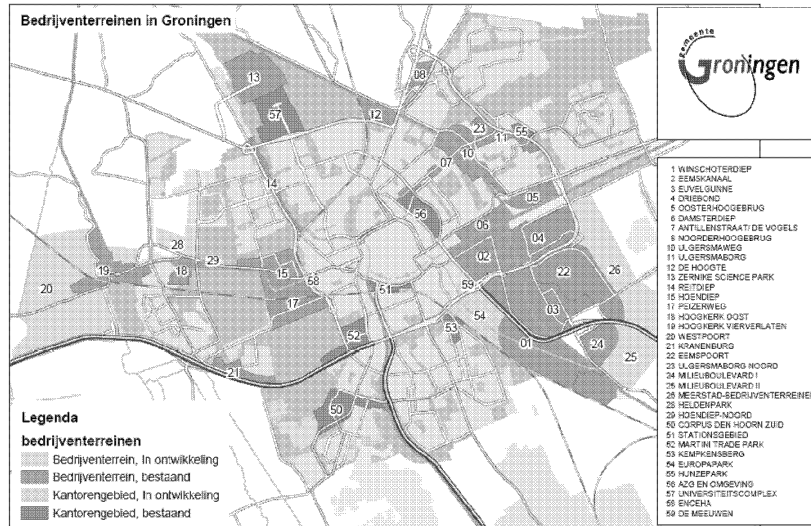 Bedrijventerreinen in Groningen
gemeente
Groningen
13
08
57
12
23
55
11
10
07
14
56
05
06
04
28
02
29
19
18
15
58
22
26
20
51
59
17
54
03
53
52
01
24
21
25
50
1 WINSCHOTERDIEP
2 EEMSKANAAL
3 EUVELGUNNE
4 DRIEBOND
5 OOSTERHOOGEBRUG
6 DAMSTERDIEP
7 ANTILLENSTRAAT/DE VOGELS
8 NOORDERHOOGEBRUG
10 ULGERSMAWEG
11 ULGERSMABORG
12 DE HOOGTE
13 ZERNIKE SCIENCE PARK
14 REITDIEP
15 HOENDIEP
17 PEIZERWEG
18 HOOGKERK OOST
19 HOOGKERK VIERVERLATEN
20 WESTPOORT
21 KRANENBURG
22 EEMSPOORT
23 ULGERSMABORG NOORD
24 MILIEUBOULEVARD I
25 MILIEUBOULEVARD II
26 MEERSTAD-BEDRIJVENTERREINEN
28 HELDENPARK
29 HOENDIEP-NOORD
50 CORPUS DEN HOORN ZUID
51 STATIONSGEBIED
52 MARTINI TRADE PARK
53 KEMPKENSBERG
54 EUROPAPARK
55 HUNZEPARK
56 AZG EN OMGEVING
57 UNIVERSITEITSCOMPLEX
58 ENCEHA
59 DE MEEUWEN
Legenda
bedrijventerreinen
Bedrijventerrein, In ontwikkeling
Bedrijventerrein, bestaand
Kantorengebied, In ontwikkeling
Kantorengebied, bestaand